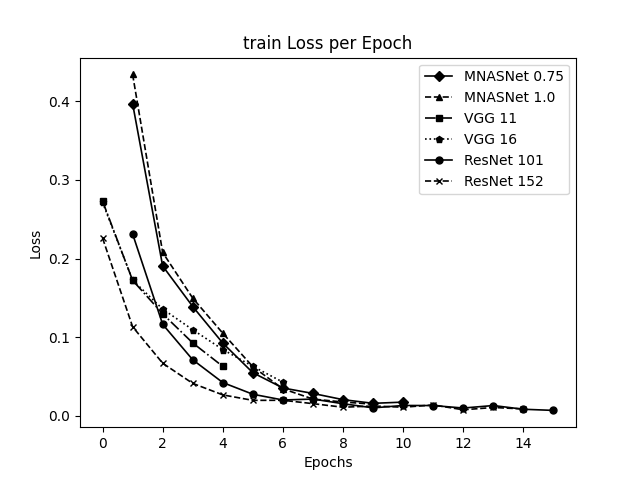 train Loss per Epoch
MNASNet 0.75
MNASNet 1.0
VGG 11
VGG 16
ResNet 101
ResNet 152
Loss
0.4
0.3
0.2
0.1
0.0
0 2 4 6 8 10 12 14
Epochs